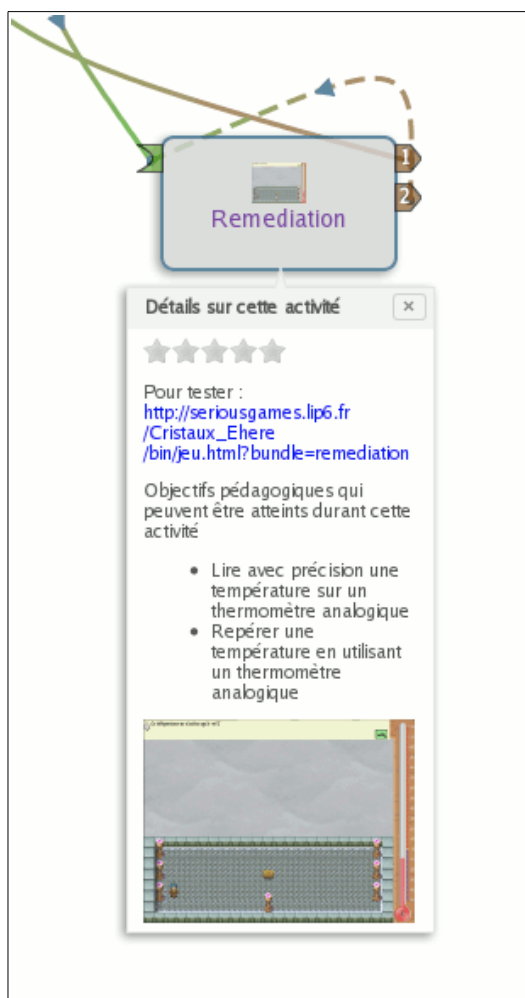 1
2
Remediation
Détails sur cette activité
×
Pour tester :
http://seriousgames.lip6.fr
/Cristaux_Ehere
/bin/jeu.html?bundle=remediation
Objectifs pédagogiques qui
peuvent être atteints durant cette
activité
• Lire avec précision une
température sur un
thermomètre analogique
• Repérer une
température en utilisant
un thermomètre
analogique